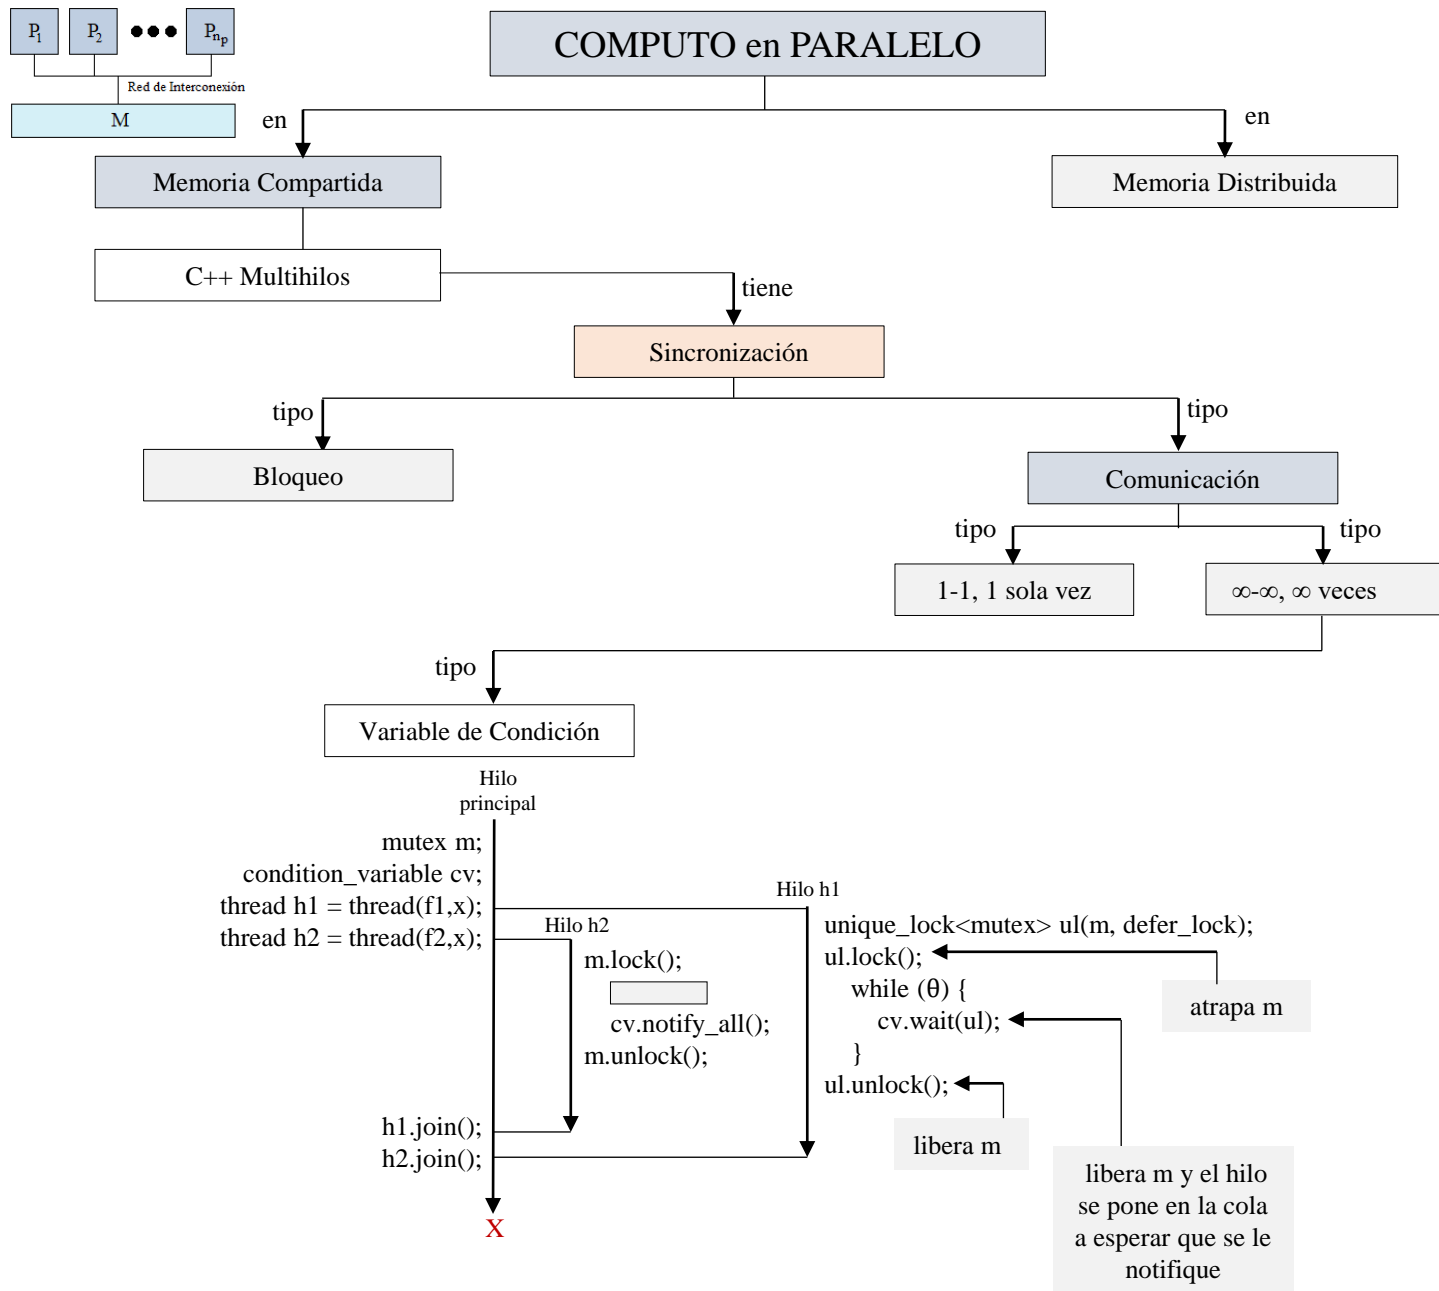 P1 P2 Pnp
Red de Interconexión
M
COMPUTO en PARALELO
en
en
Memoria Compartida
Memoria Distribuida
C++ Multihilos
tiene
Sincronización
tipo
tipo
Bloqueo
Comunicación
tipo
tipo
1-1, 1 sola vez
∞-∞, ∞ veces
tipo
Variable de Condición
Hilo
principal
mutex m;
condition_variable cv;
thread h1 = thread(f1,x);
thread h2 = thread(f2,x);
h1.join();
h2.join();
X
Hilo h2
m.lock();
cv.notify_all();
m.unlock();
Hilo h1
unique_lock<mutex> ul(m, defer_lock);
ul.lock();
while (θ) {
cv.wait(ul);
}
ul.unlock();
atrapa m
libera m
libera m y el hilo
se pone en la cola
a esperar que se le
notifique